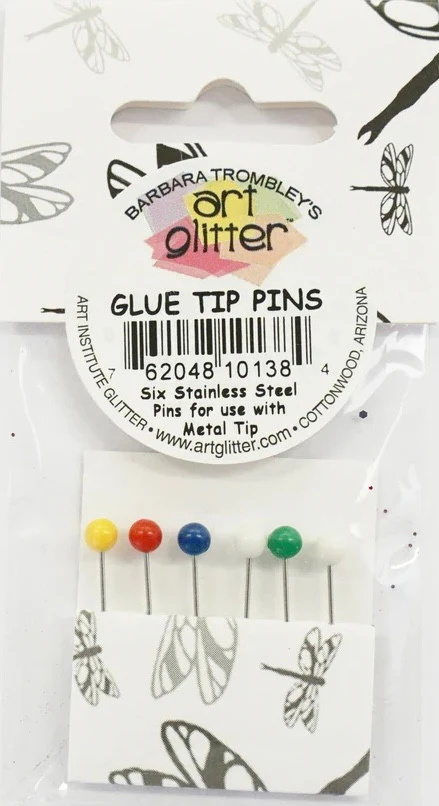 BARBARA TROMBLEY'S
art
glitter™
GLUE TIP PINS
7 62048 10138 4
Six Stainless Steel
Pins for use with
Metal Tip
ART INSTITUTE GLITTER • www.artglitter.com • COTTONWOOD, ARIZONA